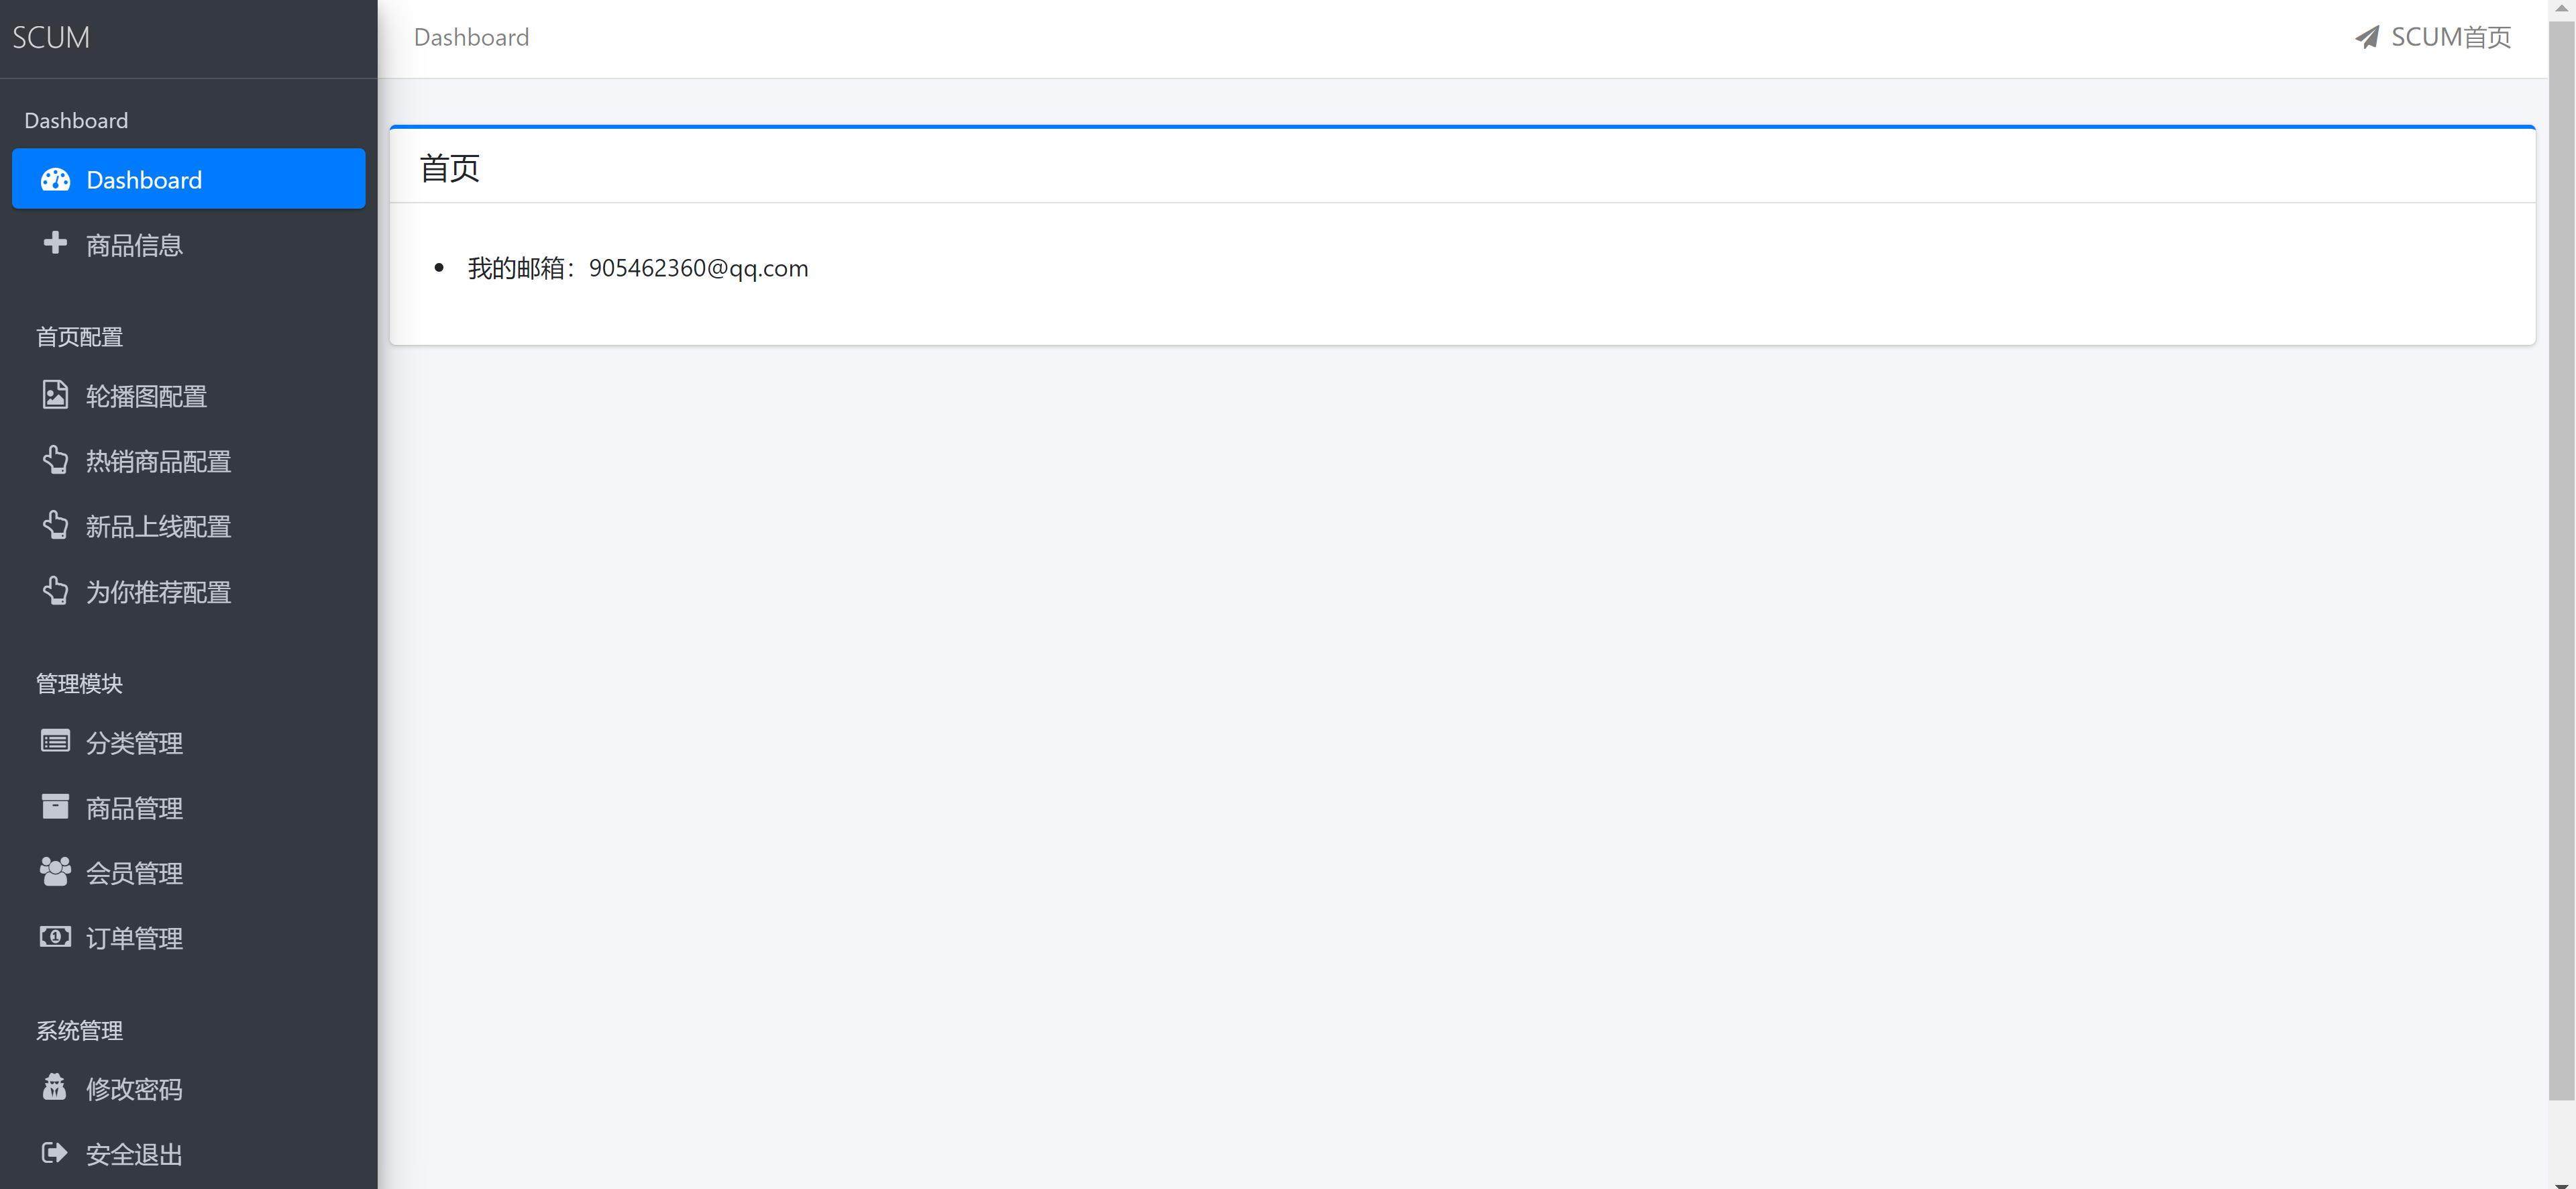 SCUM
Dashboard
SCUM首页
Dashboard
Dashboard
商品信息
首页配置
轮播图配置
热销商品配置
新品上线配置
为你推荐配置
管理模块
分类管理
商品管理
会员管理
订单管理
系统管理
修改密码
安全退出
首页
我的邮箱：905462360@qq.com